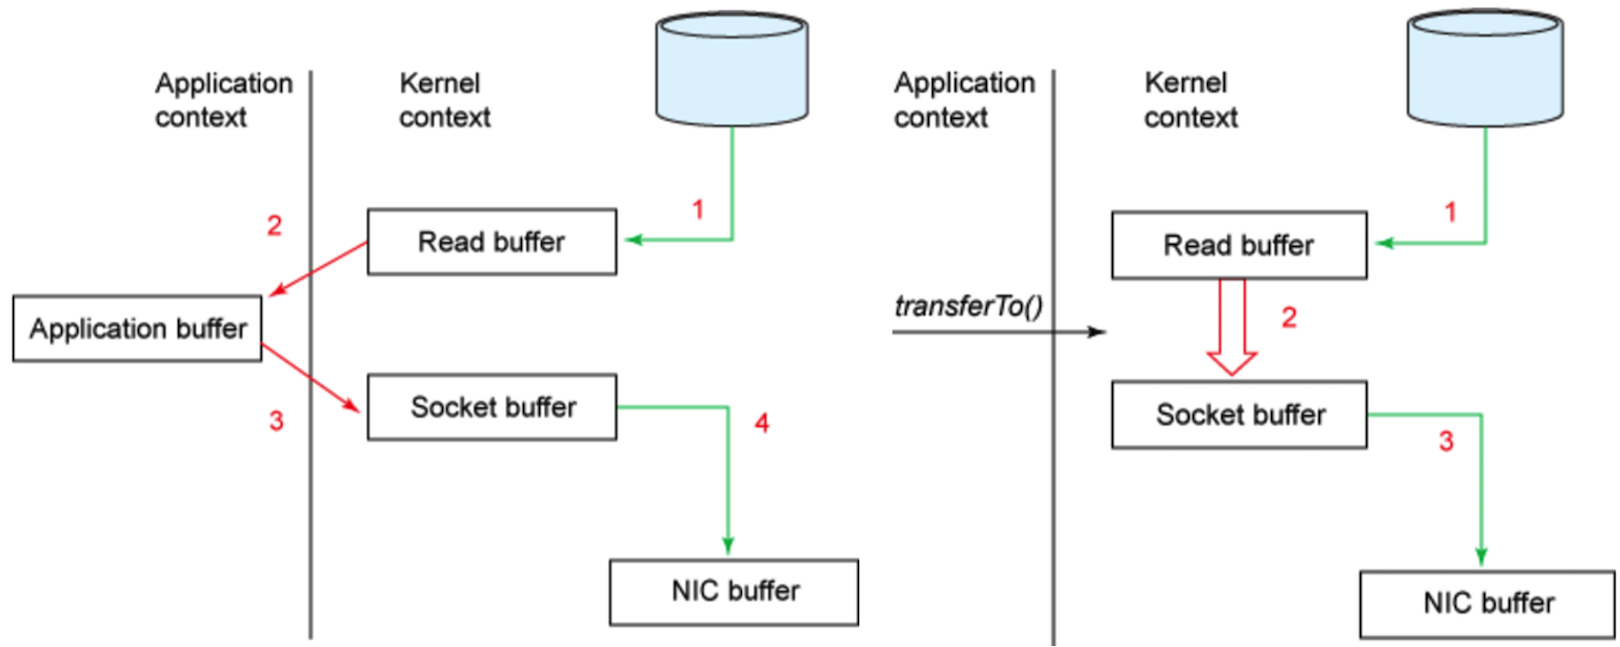 Application
context
Kernel
context
1
2
Read buffer
Application buffer
3
Socket buffer
4
NIC buffer
Application
context
Kernel
context
1
Read buffer
transferTo()
2
Socket buffer
3
NIC buffer